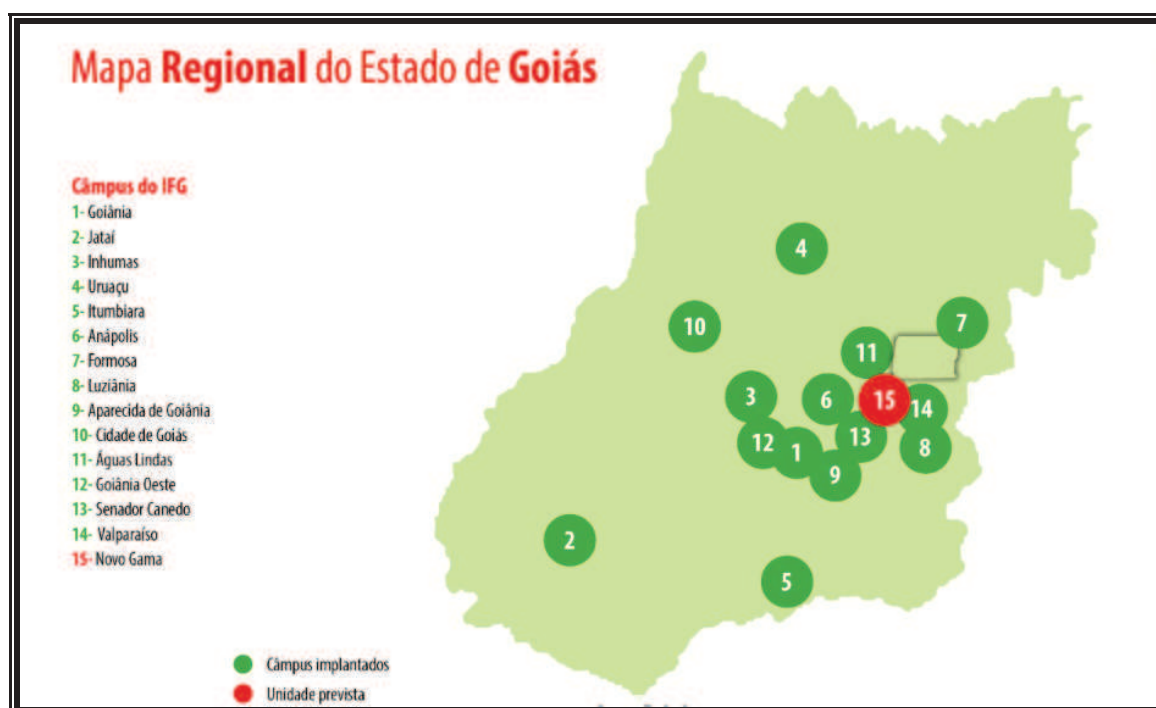 Mapa Regional do Estado de Goiás
Câmpus do IFG
1- Goiânia
2- Jataí
3- Inhumas
4- Uruaçu
5- Itumbiara
6- Anápolis
7- Formosa
8- Luziânia
9- Aparecida de Goiânia
10- Cidade de Goiás
11- Águas Lindas
12- Goiânia Oeste
13- Senador Canedo
14- Valparaíso
15- Novo Gama
4
7
10
11
3
6
15
14
12
1
13
8
9
2
5
Câmpus implantados
Unidade prevista